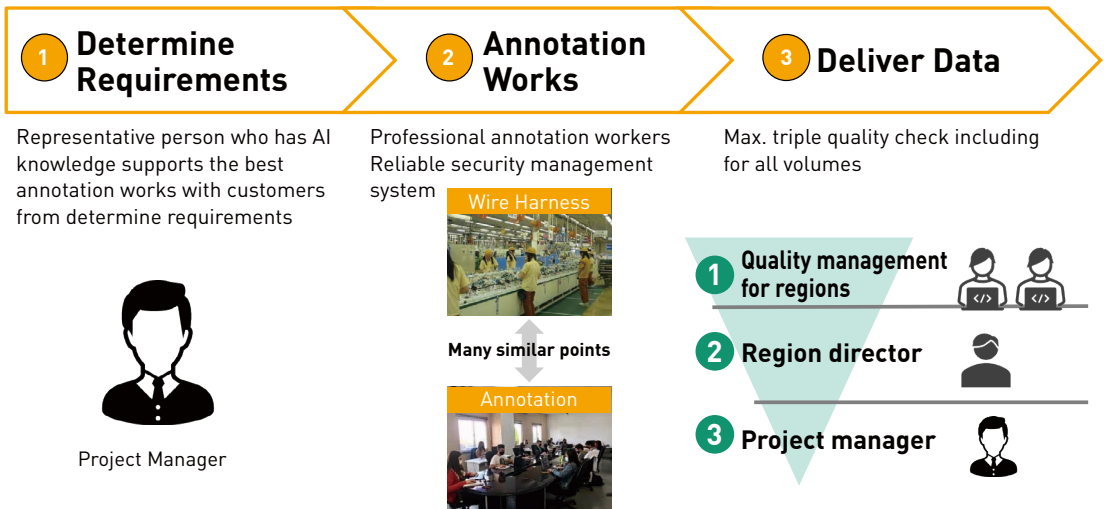 1
Determine
Requirements
2
Annotation
Works
3
Deliver Data
Representative person who has AI
knowledge supports the best
annotation works with customers
from determine requirements
Project Manager
Professional annotation workers
Reliable security management
system
Wire Harness
Many similar points
Annotation
Max. triple quality check including
for all volumes
1
Quality management
for regions
</>
</>
2
Region director
3
Project manager